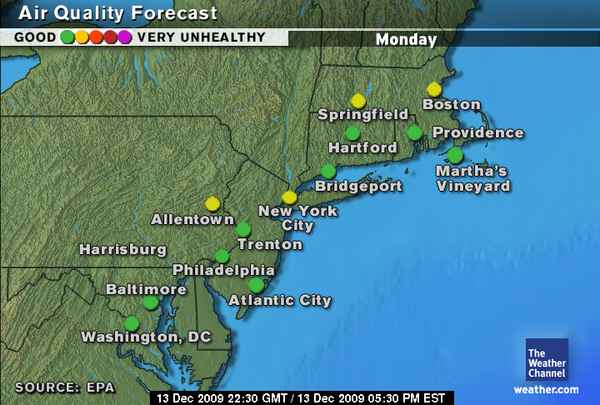 Air Quality Forecast
GOOD VERY UNHEALTHY
Monday
Springfield
Boston
Hartford
Providence
Bridgeport
Martha's
Vineyard
Allentown
New York
City
Harrisburg
Trenton
Philadelphia
Baltimore
Atlantic City
Washington, DC
The
Weather
Channel
weather.com
SOURCE: EPA
13 Dec 2009 22:30 GMT / 13 Dec 2009 05:30 PM EST